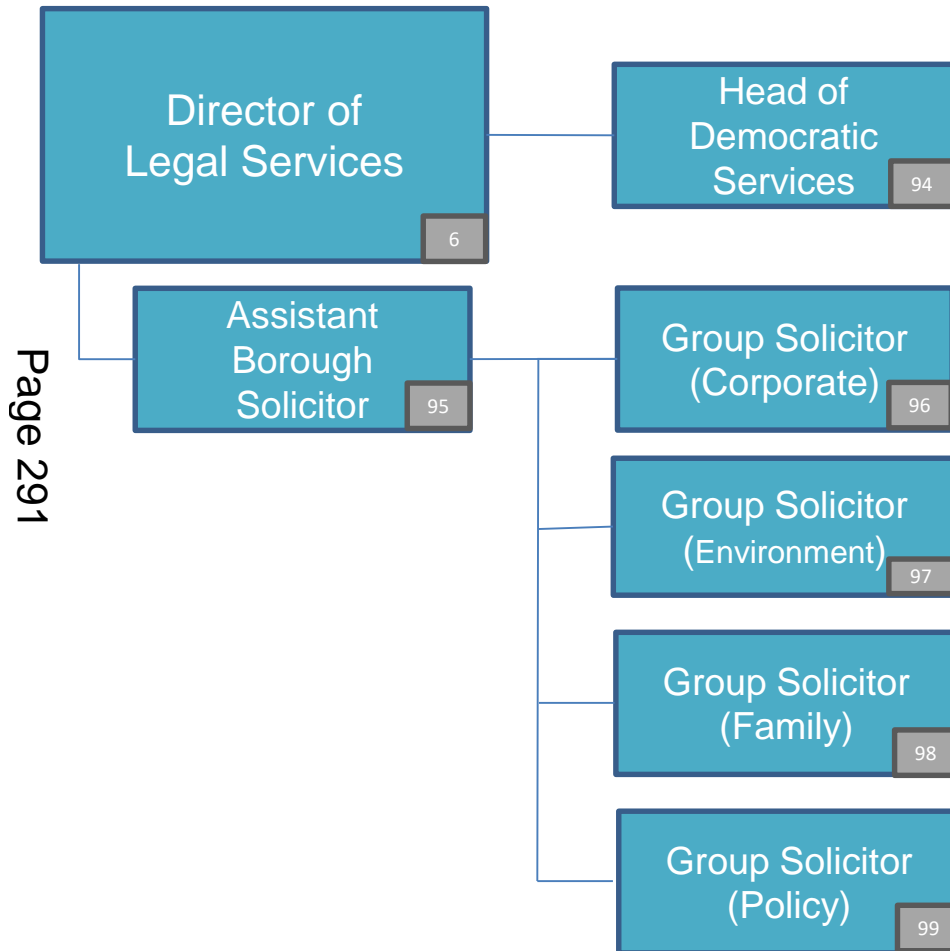 Director of
Legal Services
6
Head of
Democratic
Services
94
Assistant
Borough
Solicitor
95
Group Solicitor
(Corporate)
96
Group Solicitor
(Environment)
97
Group Solicitor
(Family)
98
Group Solicitor
(Policy)
99
Page 291